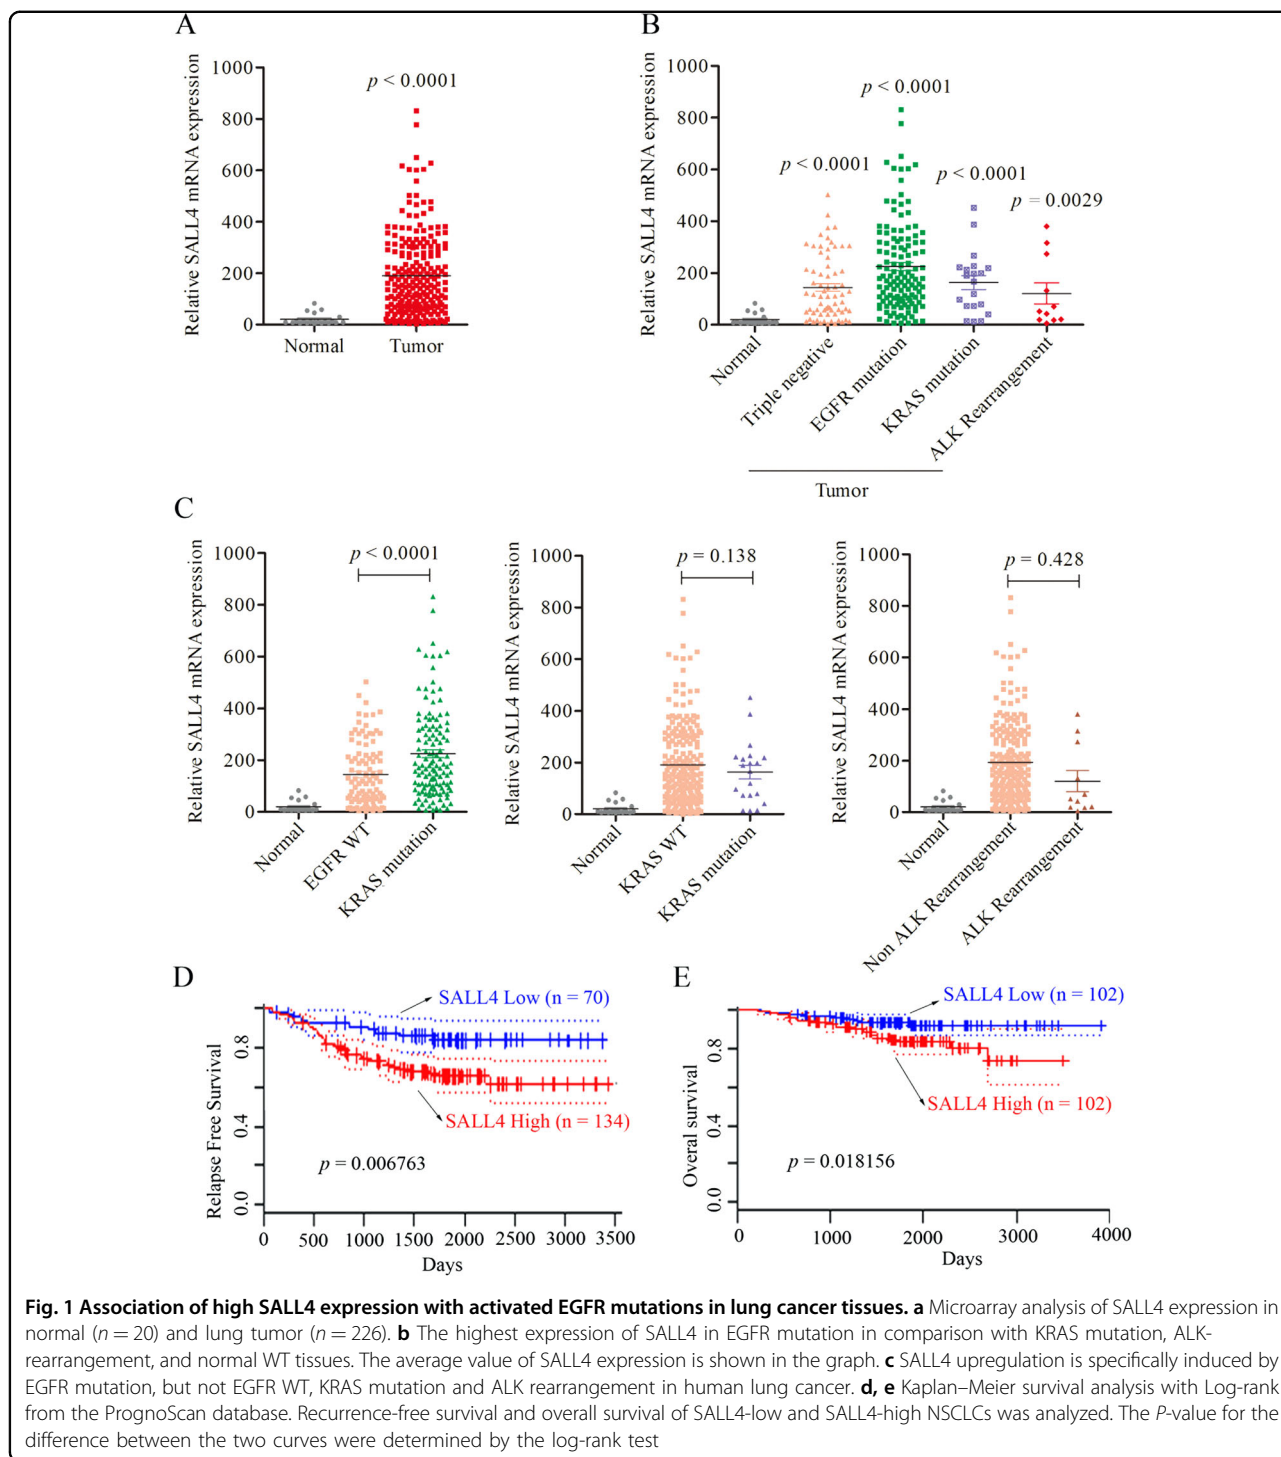 A
Relative SALL4 mRNA expression
1000
800
600
400
200
0
p < 0.0001
Normal
Tumor
B
Relative SALL4 mRNA expression
1000
800
600
400
200
0
p < 0.0001
p < 0.0001
p < 0.0001
p = 0.0029
Normal
Triple negative
EGFR mutation
KRAS mutation
ALK Rearrangement
Tumor
C
Relative SALL4 mRNA expression
1000
800
600
400
200
0
p < 0.0001
Normal
EGFR WT
KRAS mutation
Relative SALL4 mRNA expression
1000
800
600
400
200
0
p = 0.138
Normal
KRAS WT
KRAS mutation
Relative SALL4 mRNA expression
1000
800
600
400
200
0
p = 0.428
Normal
Non ALK Rearrangement
ALK Rearrangement
D
Relapse Free Survival
0.8
0.4
0.0
SALL4 Low (n = 70)
SALL4 High (n = 134)
p = 0.006763
0 500 1000 1500 2000 2500 3000 3500
Days
E
Overal survival
0.8
0.4
0.0
SALL4 Low (n = 102)
SALL4 High (n = 102)
p = 0.018156
0 1000 2000 3000 4000
Days
Fig. 1 Association of high SALL4 expression with activated EGFR mutations in lung cancer tissues. a Microarray analysis of SALL4 expression in
normal (n = 20) and lung tumor (n = 226). b The highest expression of SALL4 in EGFR mutation in comparison with KRAS mutation, ALK-
rearrangement, and normal WT tissues. The average value of SALL4 expression is shown in the graph. c SALL4 upregulation is specifically induced by
EGFR mutation, but not EGFR WT, KRAS mutation and ALK rearrangement in human lung cancer. d, e Kaplan–Meier survival analysis with Log-rank
from the PrognoScan database. Recurrence-free survival and overall survival of SALL4-low and SALL4-high NSCLCs was analyzed. The P-value for the
difference between the two curves were determined by the log-rank test